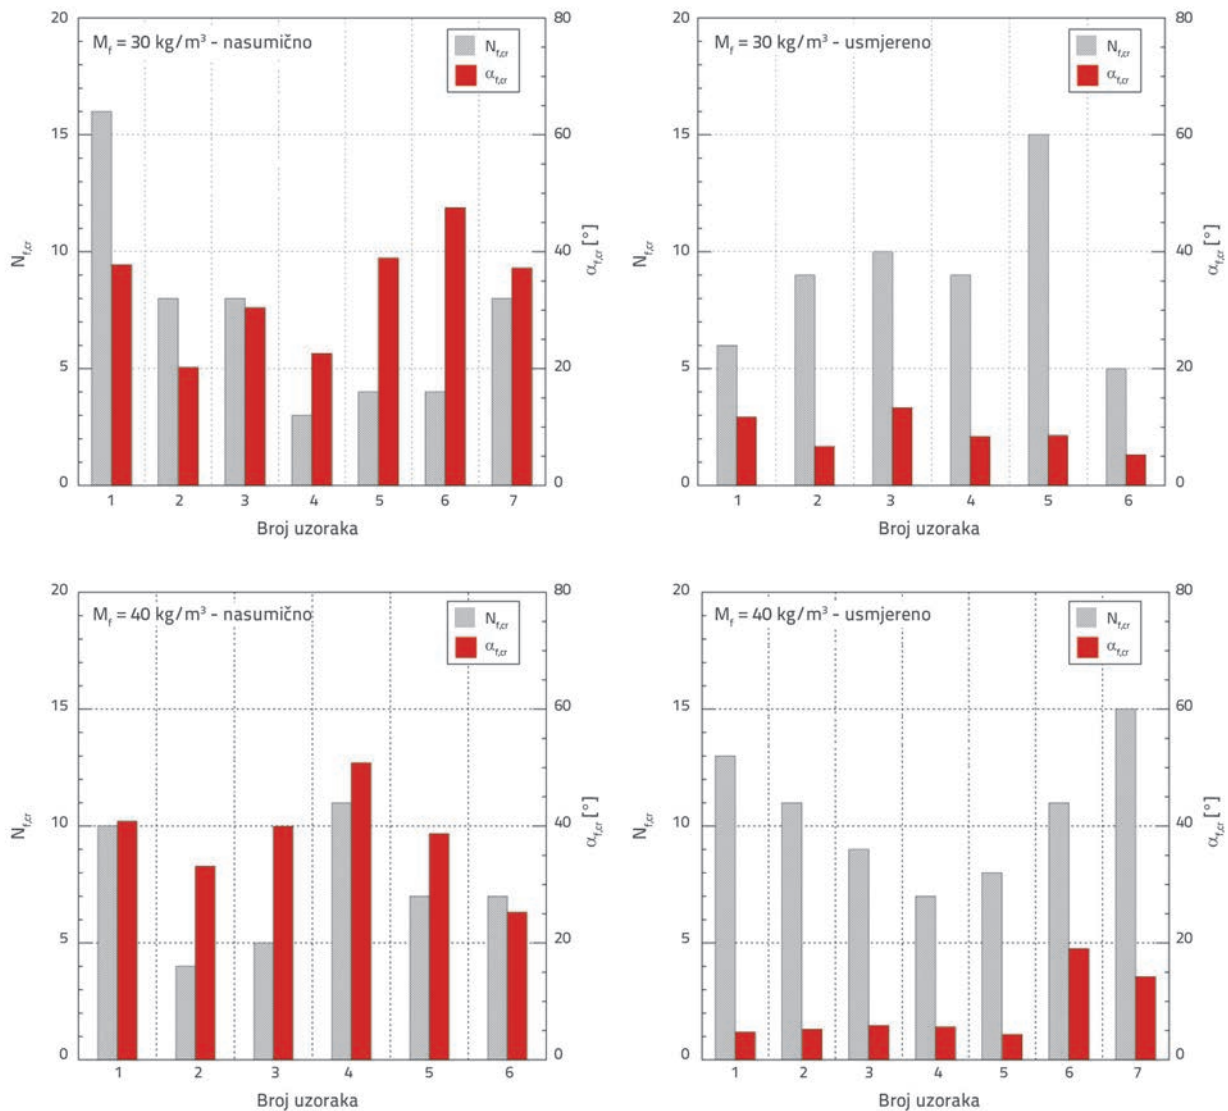 M_f = 30 kg/m³ - nasumično
N_f,cr
α_f,cr
20
15
10
5
0
80
60
40
20
0
N_f,cr
α_f,cr [°]
1 2 3 4 5 6 7
Broj uzoraka
M_f = 30 kg/m³ - usmjereno
N_f,cr
α_f,cr
20
15
10
5
0
80
60
40
20
0
N_f,cr
α_f,cr [°]
1 2 3 4 5 6
Broj uzoraka
M_f = 40 kg/m³ - nasumično
N_f,cr
α_f,cr
20
15
10
5
0
80
60
40
20
0
N_f,cr
α_f,cr [°]
1 2 3 4 5 6
Broj uzoraka
M_f = 40 kg/m³ - usmjereno
N_f,cr
α_f,cr
20
15
10
5
0
80
60
40
20
0
N_f,cr
α_f,cr [°]
1 2 3 4 5 6 7
Broj uzoraka